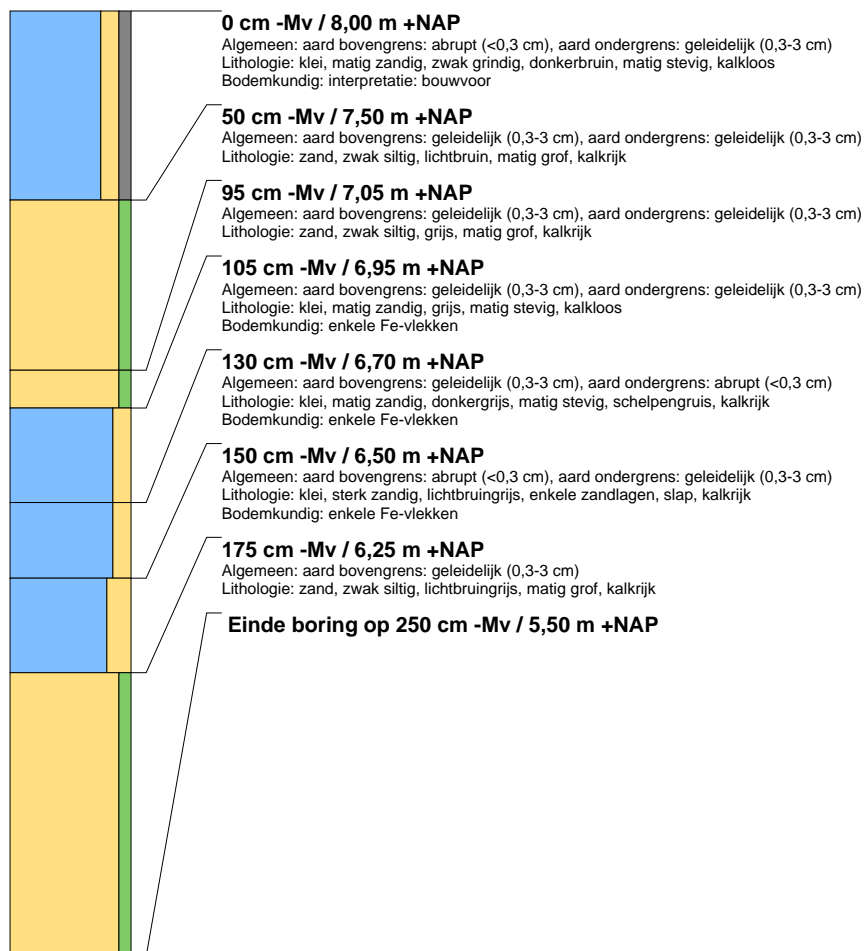 0 cm -Mv / 8,00 m +NAP
Algemeen: aard bovengrens: abrupt (<0,3 cm), aard ondergrens: geleidelijk (0,3-3 cm)
Lithologie: klei, matig zandig, zwak grindig, donkerbruin, matig stevig, kalkloos
Bodemkundig: interpretatie: bouwvoor
50 cm -Mv / 7,50 m +NAP
Algemeen: aard bovengrens: geleidelijk (0,3-3 cm), aard ondergrens: geleidelijk (0,3-3 cm)
Lithologie: zand, zwak siltig, lichtbruin, matig grof, kalkrijk
95 cm -Mv / 7,05 m +NAP
Algemeen: aard bovengrens: geleidelijk (0,3-3 cm), aard ondergrens: geleidelijk (0,3-3 cm)
Lithologie: zand, zwak siltig, grijs, matig grof, kalkrijk
105 cm -Mv / 6,95 m +NAP
Algemeen: aard bovengrens: geleidelijk (0,3-3 cm), aard ondergrens: geleidelijk (0,3-3 cm)
Lithologie: klei, matig zandig, grijs, matig stevig, kalkloos
Bodemkundig: enkele Fe-vlekken
130 cm -Mv / 6,70 m +NAP
Algemeen: aard bovengrens: geleidelijk (0,3-3 cm), aard ondergrens: abrupt (<0,3 cm)
Lithologie: klei, matig zandig, donkergrijs, matig stevig, schelpengruis, kalkrijk
Bodemkundig: enkele Fe-vlekken
150 cm -Mv / 6,50 m +NAP
Algemeen: aard bovengrens: abrupt (<0,3 cm), aard ondergrens: geleidelijk (0,3-3 cm)
Lithologie: klei, sterk zandig, lichtbruingrijs, enkele zandlagen, slap, kalkrijk
Bodemkundig: enkele Fe-vlekken
175 cm -Mv / 6,25 m +NAP
Algemeen: aard bovengrens: geleidelijk (0,3-3 cm)
Lithologie: zand, zwak siltig, lichtbruingrijs, matig grof, kalkrijk
Einde boring op 250 cm -Mv / 5,50 m +NAP